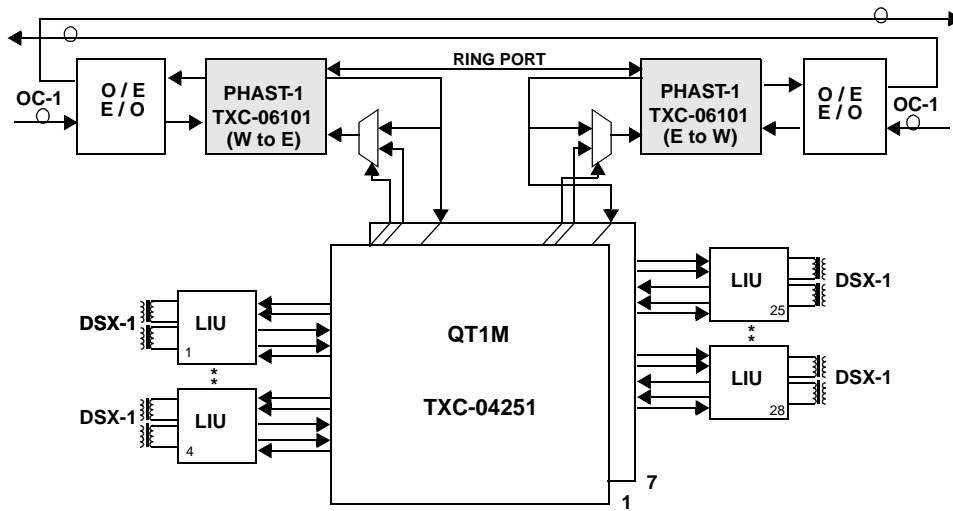 RING PORT
OC-1
O / E
E / O
PHAST-1
TXC-06101
(W to E)
PHAST-1
TXC-06101
(E to W)
O / E
E / O
OC-1
DSX-1
LIU
1
*
*
DSX-1
LIU
4
QT1M
TXC-04251
LIU
25
DSX-1
*
*
LIU
28
DSX-1
7
1